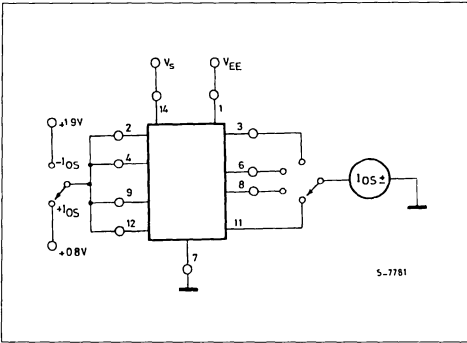 Vs VEE
14 1
+1.9V 2 3
-IOS 4 6
8
9 IOS ±
+IOS
12 11
+0.8V 7
S-7781